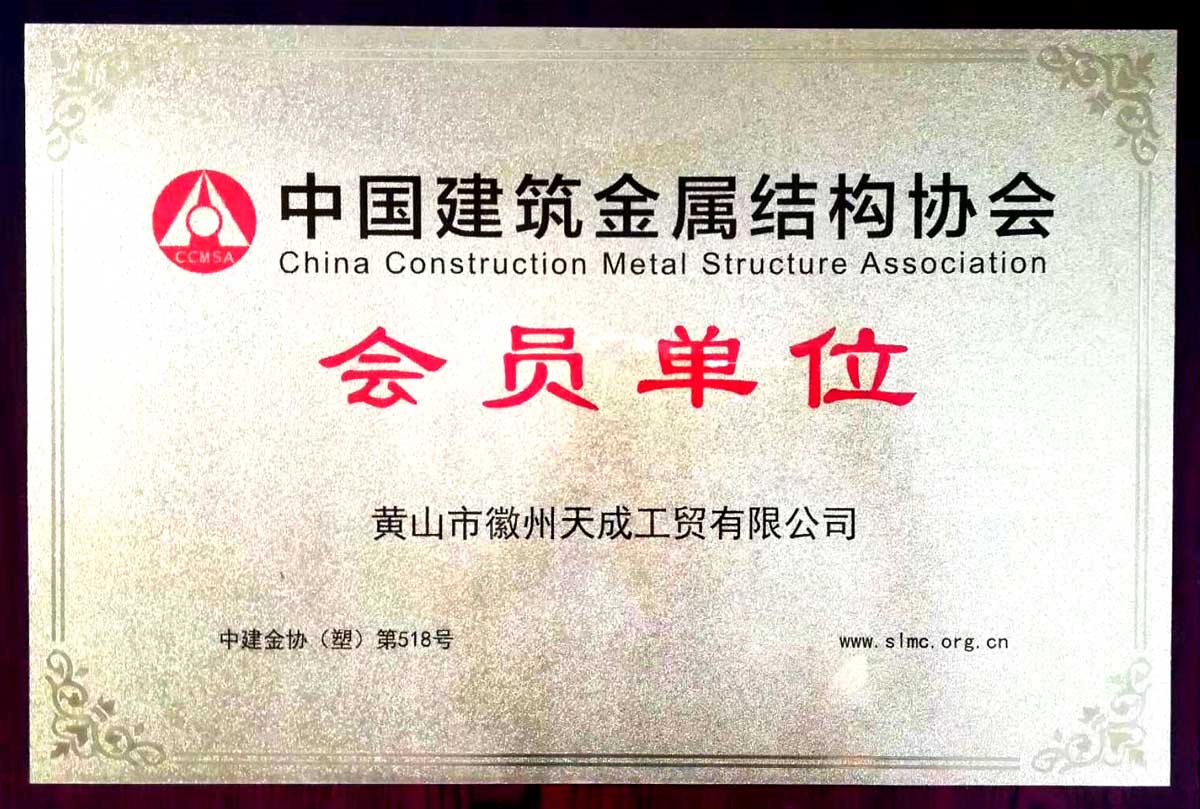 CCMSA
中国建筑金属结构协会
China Construction Metal Structure Association
会员单位
黄山市徽州天成工贸有限公司
中建金协（塑）第518号
www.slmc.org.cn